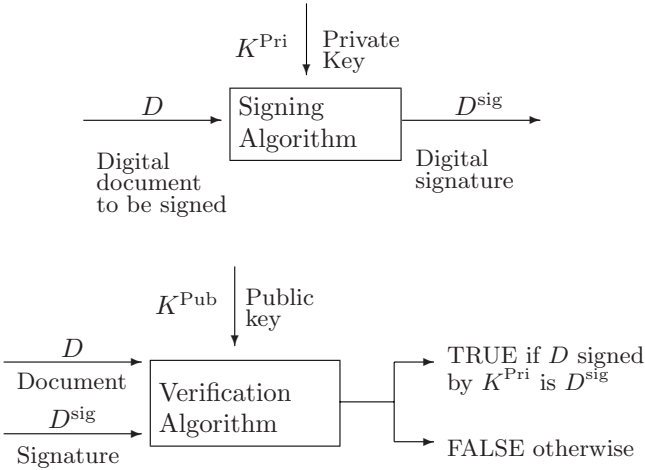 K^Pri
Private
Key
D
Signing
Algorithm
D^sig
Digital
document
to be signed
Digital
signature
K^Pub
Public
key
D
Document
D^sig
Signature
Verification
Algorithm
TRUE if D signed
by K^Pri is D^sig
FALSE otherwise